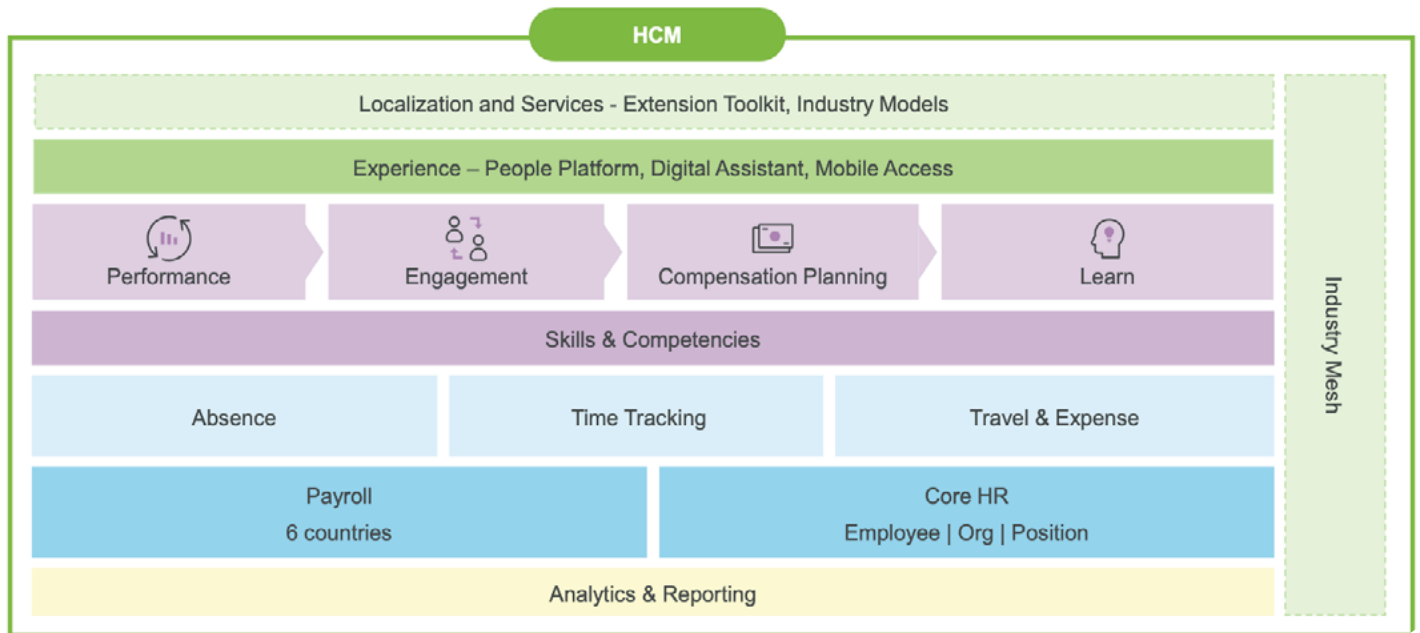 HCM
Localization and Services - Extension Toolkit, Industry Models
Experience – People Platform, Digital Assistant, Mobile Access
Performance
Engagement
Compensation Planning
Learn
Skills & Competencies
Absence
Time Tracking
Travel & Expense
Payroll
6 countries
Core HR
Employee | Org | Position
Analytics & Reporting
Industry Mesh